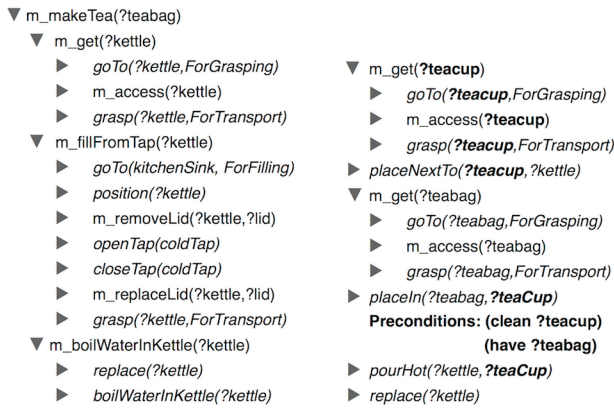 m_makeTea(?teabag)
m_get(?kettle)
goTo(?kettle,ForGrasping)
m_access(?kettle)
grasp(?kettle,ForTransport)
m_fillFromTap(?kettle)
goTo(kitchenSink, ForFilling)
position(?kettle)
m_removeLid(?kettle,?lid)
openTap(coldTap)
closeTap(coldTap)
m_replaceLid(?kettle,?lid)
grasp(?kettle,ForTransport)
m_boilWaterInKettle(?kettle)
replace(?kettle)
boilWaterInKettle(?kettle)
m_get(?teacup)
goTo(?teacup,ForGrasping)
m_access(?teacup)
grasp(?teacup,ForTransport)
placeNextTo(?teacup,?kettle)
m_get(?teabag)
goTo(?teabag,ForGrasping)
m_access(?teabag)
grasp(?teabag,ForTransport)
placeIn(?teabag,?teaCup)
Preconditions: (clean ?teacup)
(have ?teabag)
pourHot(?kettle,?teaCup)
replace(?kettle)